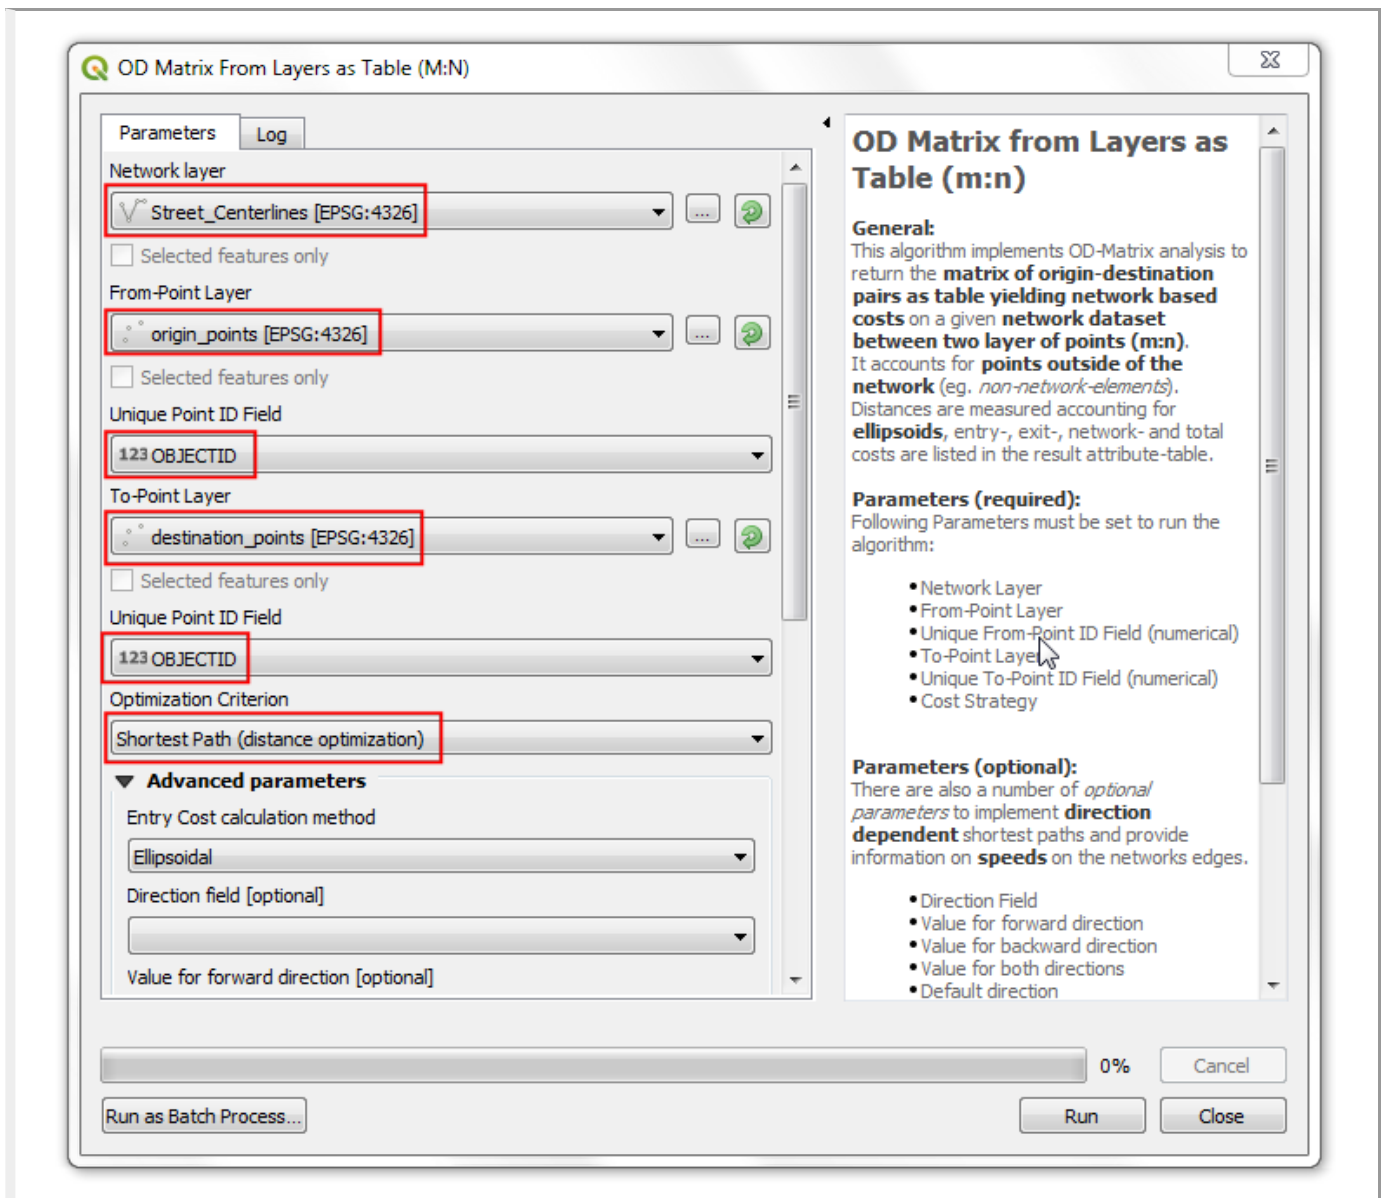 OD Matrix From Layers as Table (M:N)
Parameters
Log
Network layer
Street_Centerlines [EPSG:4326]
...
Selected features only
From-Point Layer
origin_points [EPSG:4326]
...
Selected features only
Unique Point ID Field
123 OBJECTID
To-Point Layer
destination_points [EPSG:4326]
...
Selected features only
Unique Point ID Field
123 OBJECTID
Optimization Criterion
Shortest Path (distance optimization)
Advanced parameters
Entry Cost calculation method
Ellipsoidal
Direction field [optional]
Value for forward direction [optional]
OD Matrix from Layers as
Table (m:n)
General:
This algorithm implements OD-Matrix analysis to
return the matrix of origin-destination
pairs as table yielding network based
costs on a given network dataset
between two layer of points (m:n).
It accounts for points outside of the
network (eg. non-network-elements).
Distances are measured accounting for
ellipsoids, entry-, exit-, network- and total
costs are listed in the result attribute-table.
Parameters (required):
Following Parameters must be set to run the
algorithm:
• Network Layer
• From-Point Layer
• Unique From-Point ID Field (numerical)
• To-Point Layer
• Unique To-Point ID Field (numerical)
• Cost Strategy
Parameters (optional):
There are also a number of optional
parameters to implement direction
dependent shortest paths and provide
information on speeds on the networks edges.
• Direction Field
• Value for forward direction
• Value for backward direction
• Value for both directions
• Default direction
0%
Cancel
Run as Batch Process...
Run
Close